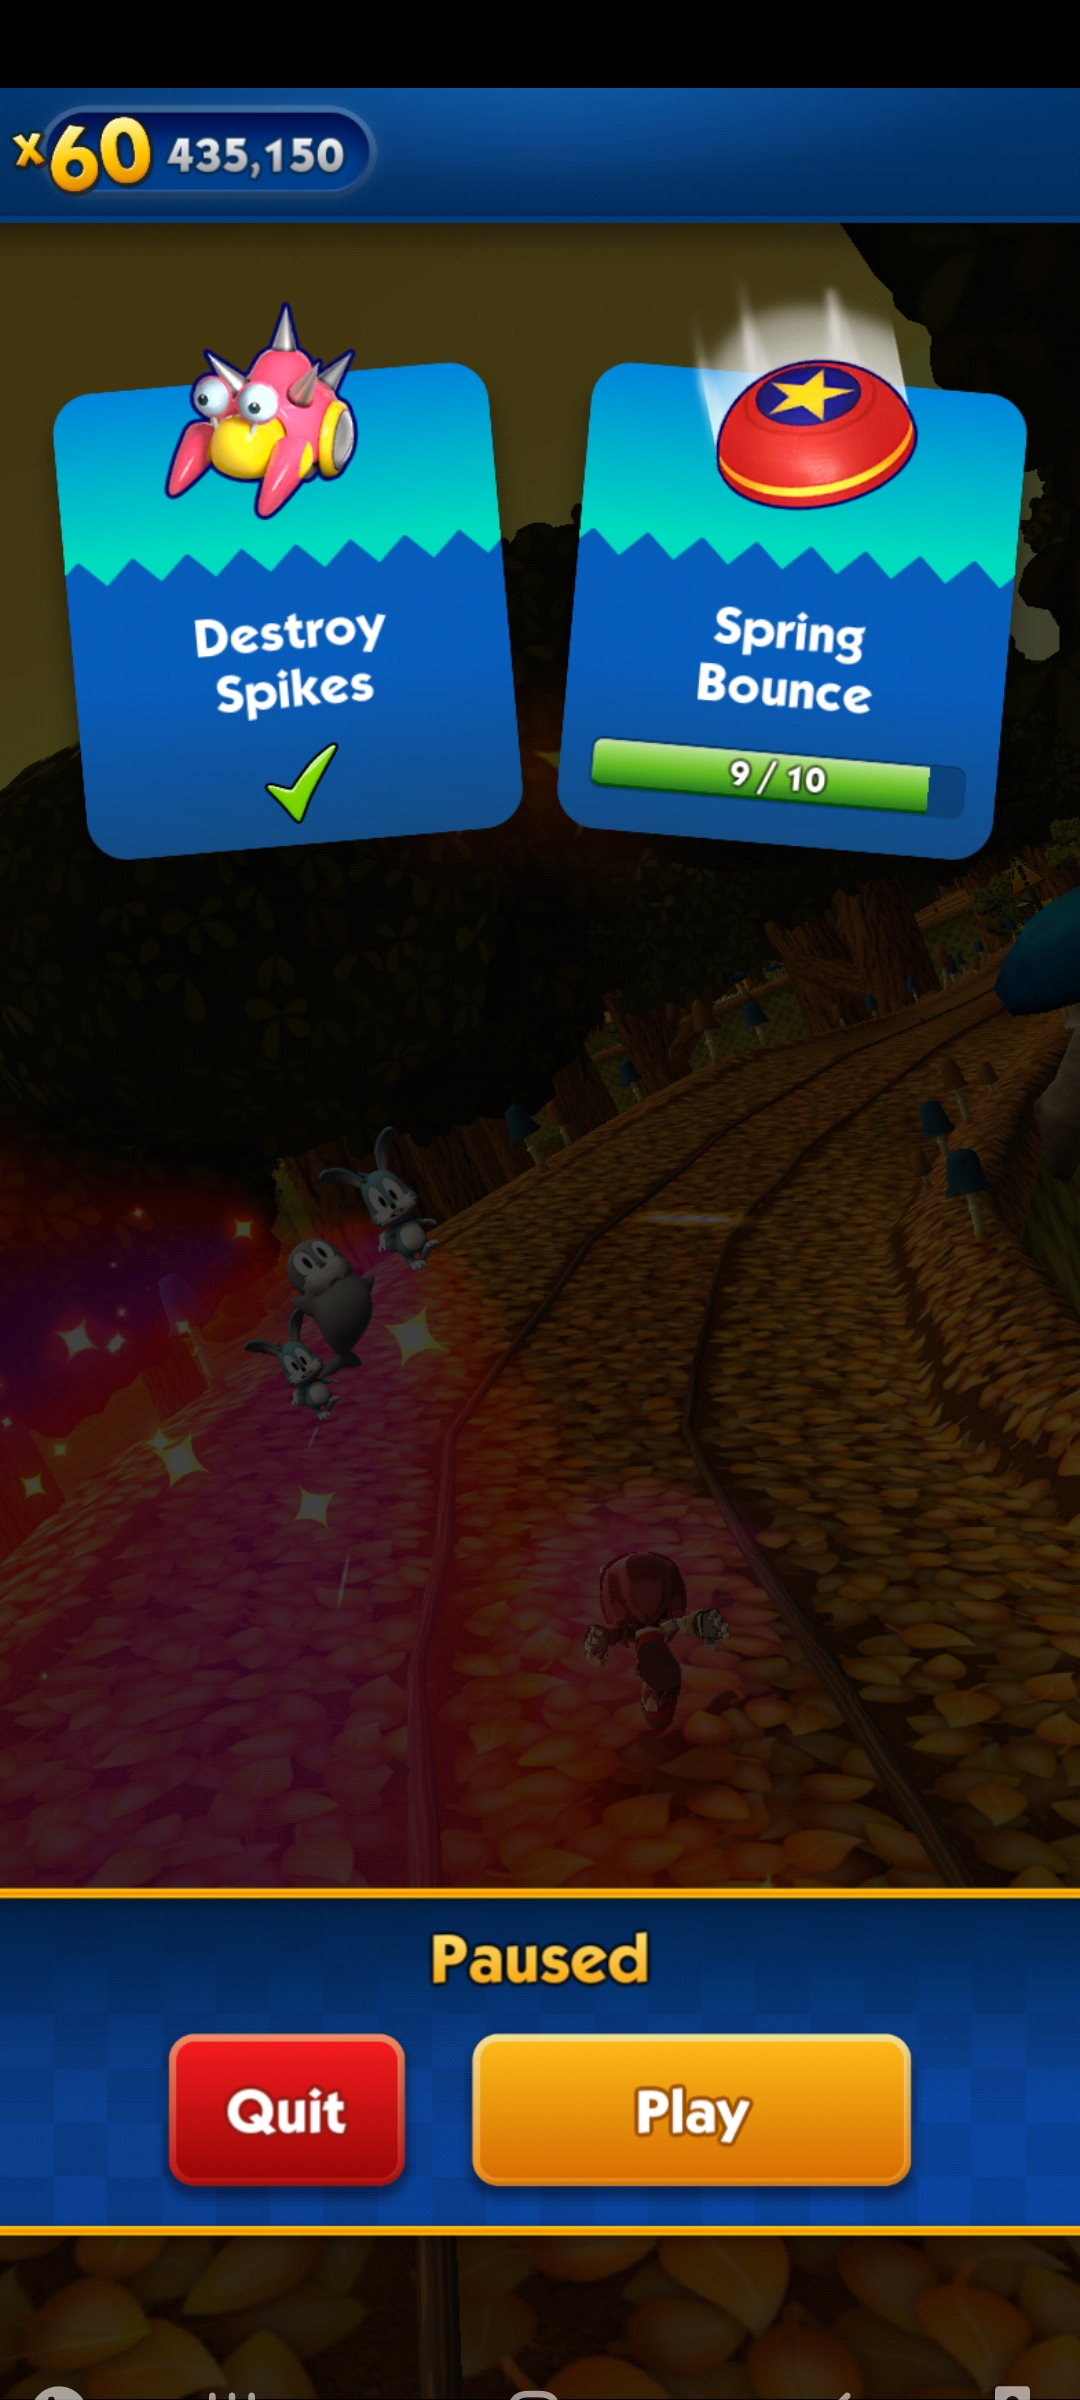 x60 435,150
Destroy
Spikes
Spring
Bounce
9 / 10
Paused
Quit
Play